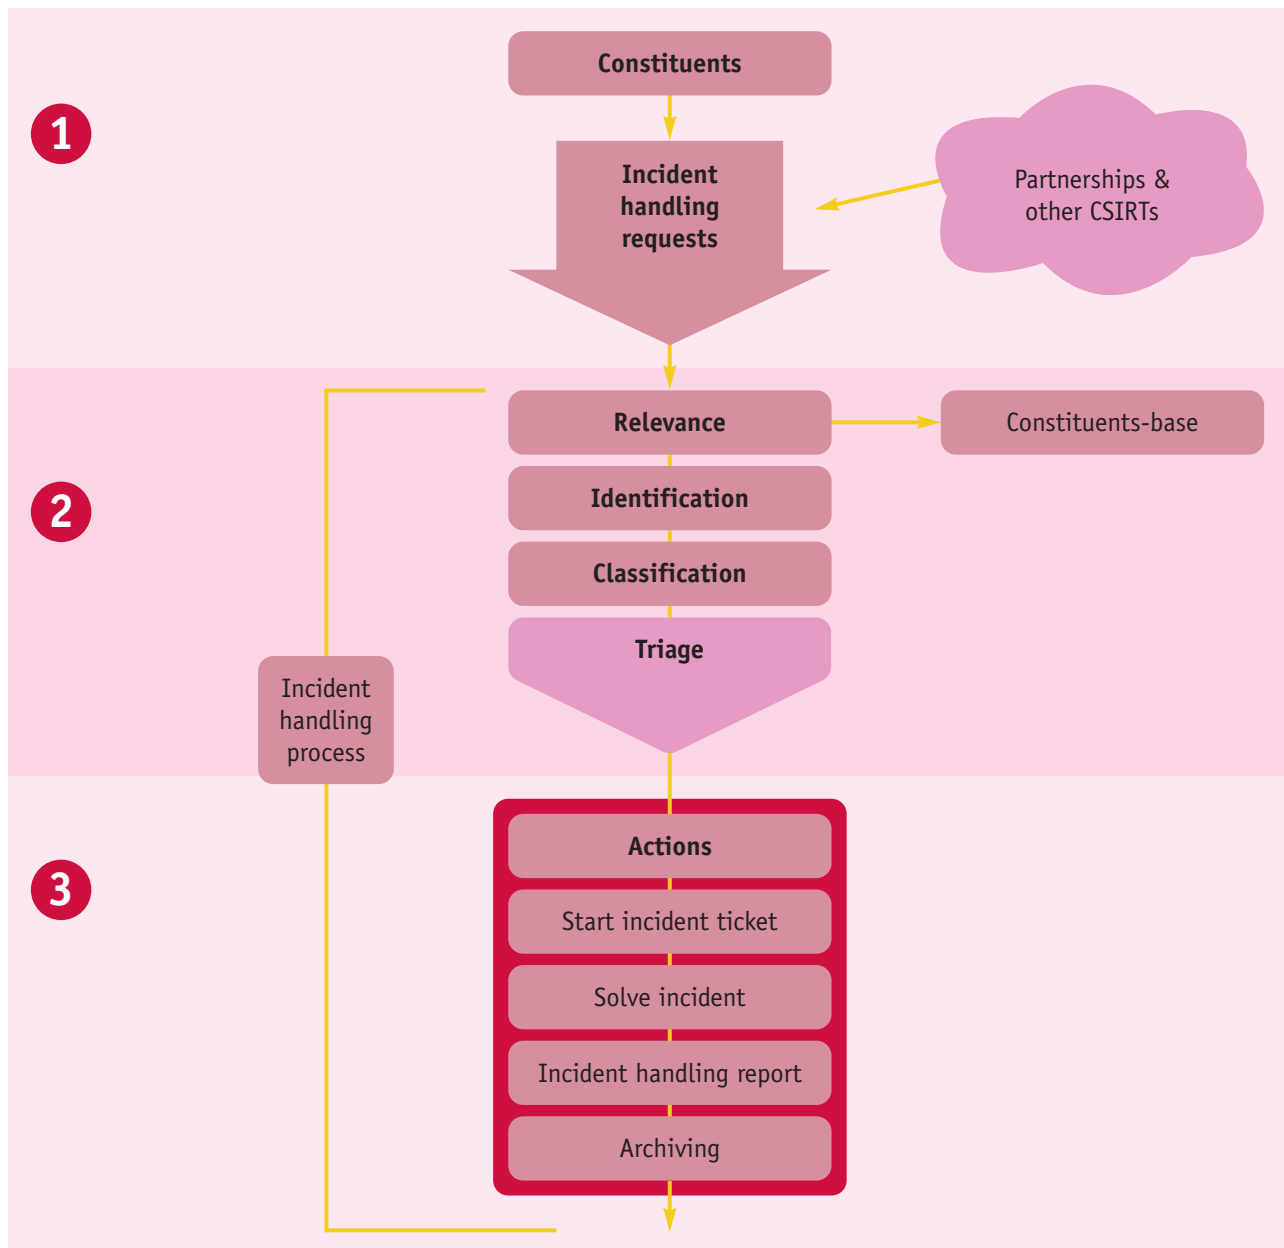 Constituents
1
Incident
handling
requests
Partnerships &
other CSIRTs
2
Relevance
Constituents-base
Identification
Classification
Triage
Incident
handling
process
3
Actions
Start incident ticket
Solve incident
Incident handling report
Archiving